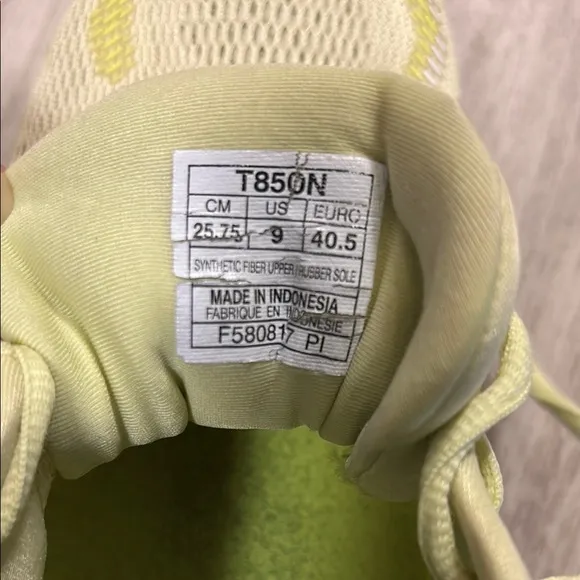 T850N
CM US EURO
25.75 9 40.5
SYNTHETIC FIBER UPPER/RUBBER SOLE
MADE IN INDONESIA
FABRIQUE EN INDONESIE
F580817 PI